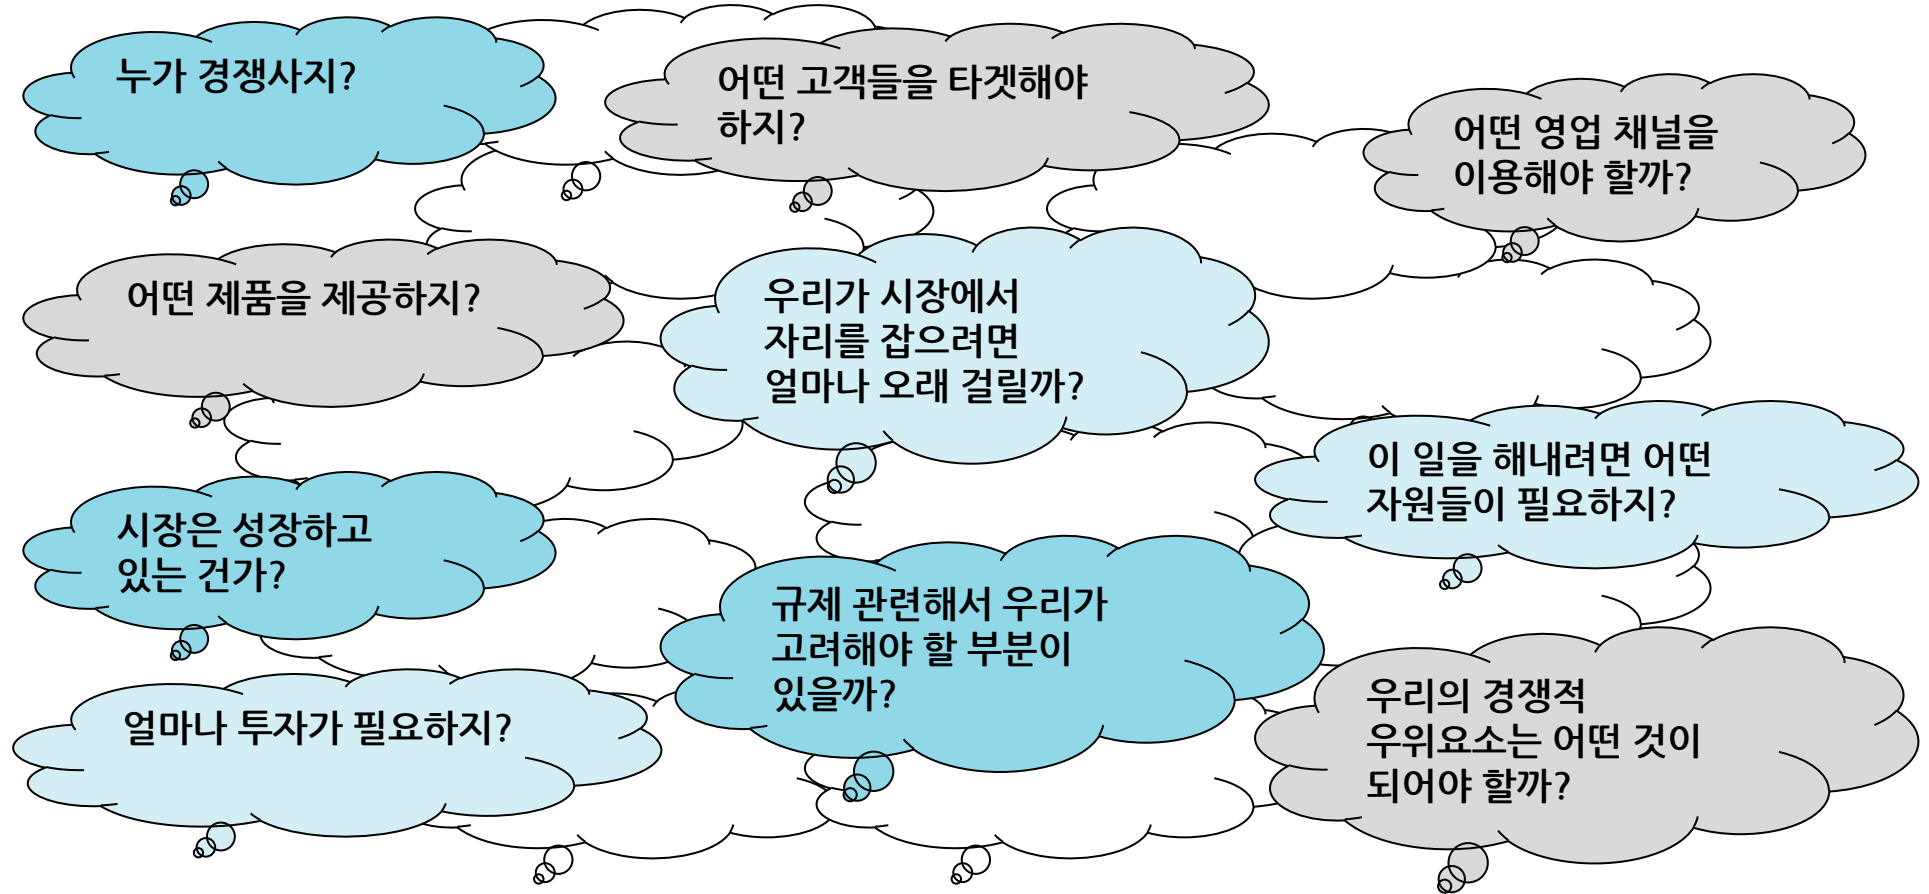 누가 경쟁사지?
어떤 고객들을 타겟해야
하지?
어떤 영업 채널을
이용해야 할까?
어떤 제품을 제공하지?
우리가 시장에서
자리를 잡으려면
얼마나 오래 걸릴까?
이 일을 해내려면 어떤
자원들이 필요하지?
시장은 성장하고
있는 건가?
규제 관련해서 우리가
고려해야 할 부분이
있을까?
얼마나 투자가 필요하지?
우리의 경쟁적
우위요소는 어떤 것이
되어야 할까?